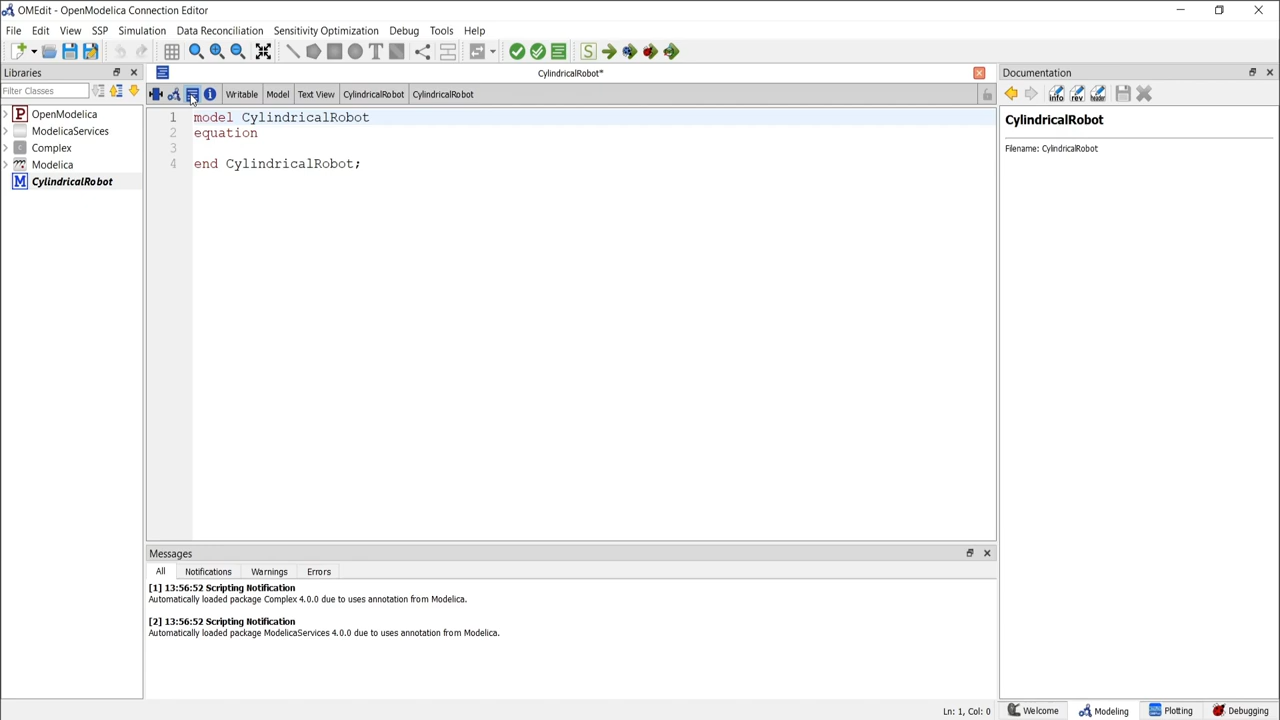 OMEdit - OpenModelica Connection Editor
File Edit View SSP Simulation Data Reconciliation Sensitivity Optimization Debug Tools Help
Libraries
CylindricalRobot*
Documentation
Filter Classes
Writable Model Text View CylindricalRobot CylindricalRobot
info rev header
OpenModelica
ModelicaServices
Complex
Modelica
CylindricalRobot
1 model CylindricalRobot
2 equation
3
4 end CylindricalRobot;
CylindricalRobot
Filename: CylindricalRobot
Messages
All Notifications Warnings Errors
[1] 13:56:52 Scripting Notification
Automatically loaded package Complex 4.0.0 due to uses annotation from Modelica.
[2] 13:56:52 Scripting Notification
Automatically loaded package ModelicaServices 4.0.0 due to uses annotation from Modelica.
Ln: 1, Col: 0 Welcome Modeling Plotting Debugging